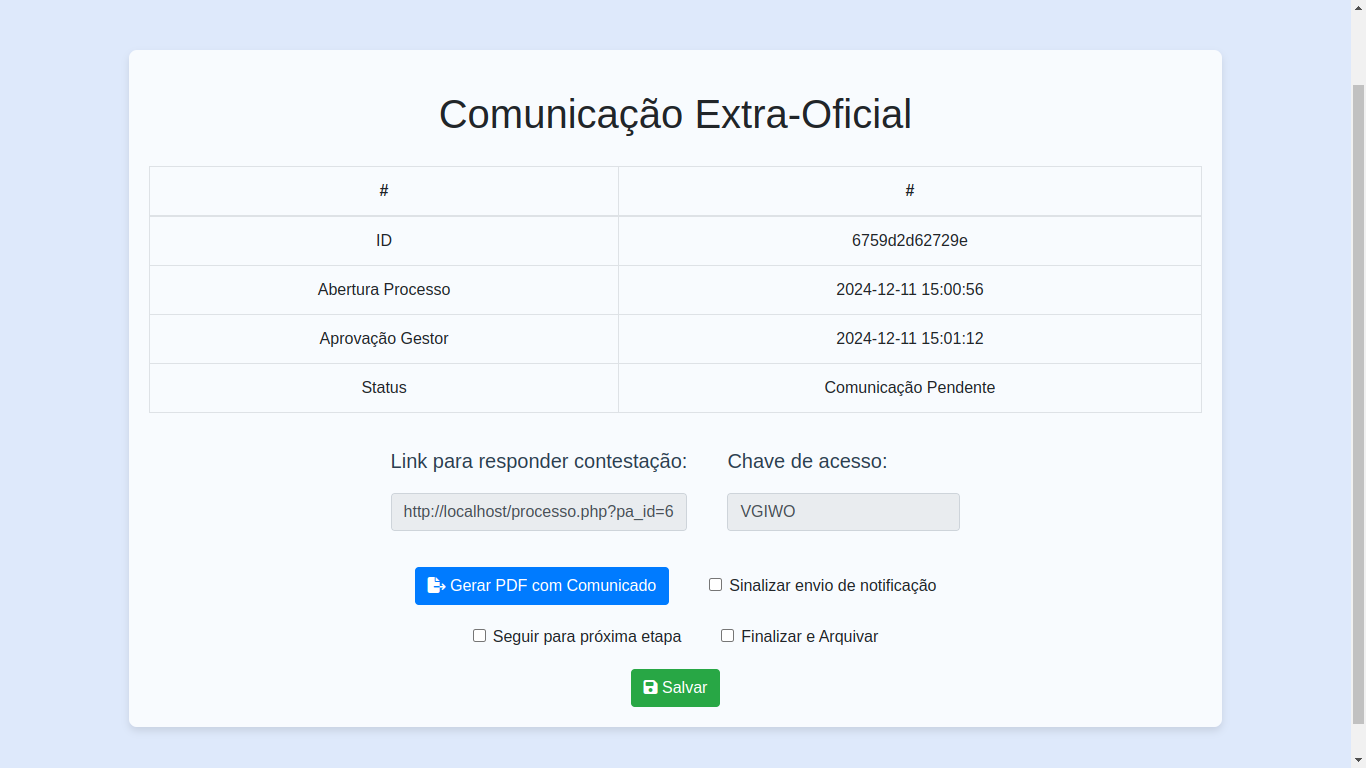 Comunicação Extra-Oficial
# #
ID 6759d2d62729e
Abertura Processo 2024-12-11 15:00:56
Aprovação Gestor 2024-12-11 15:01:12
Status Comunicação Pendente
Link para responder contestação: Chave de acesso:
http://localhost/processo.php?pa_id=6 VGIWO
Gerar PDF com Comunicado Sinalizar envio de notificação
Seguir para próxima etapa Finalizar e Arquivar
Salvar